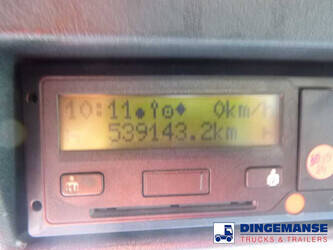 10:11 0km/h
539143.2km
DINGEMANSE
TRUCKS & TRAILERS